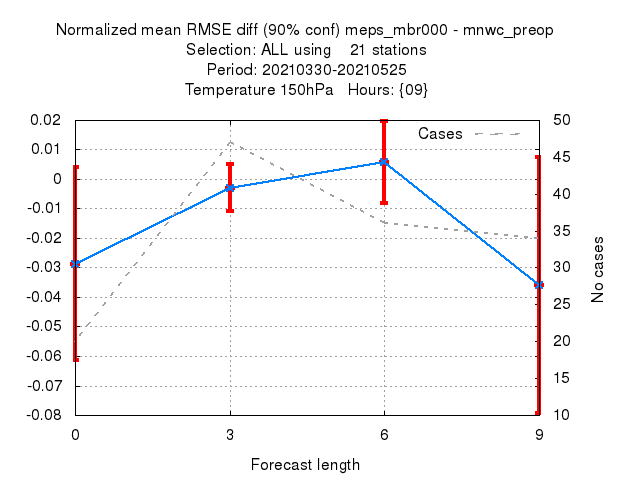 Normalized mean RMSE diff (90% conf) meps_mbr000 - mnwc_preop
Selection: ALL using    21 stations
Period: 20210330-20210525
Temperature 150hPa   Hours: {09}
Cases
0.02
0.01
0
-0.01
-0.02
-0.03
-0.04
-0.05
-0.06
-0.07
-0.08
50
45
40
35
30
25
20
15
10
No cases
0 3 6 9
Forecast length